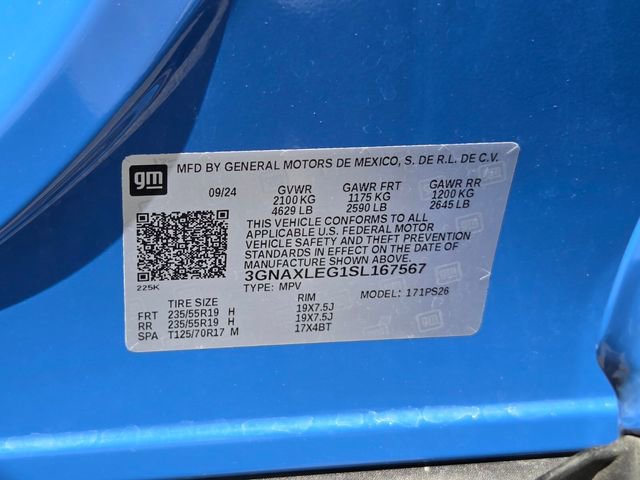 gm
MFD BY GENERAL MOTORS DE MEXICO, S. DE R.L. DE C.V.
09/24 GVWR GAWR FRT GAWR RR
2100 KG 1175 KG 1200 KG
4629 LB 2590 LB 2645 LB
THIS VEHICLE CONFORMS TO ALL
APPLICABLE U.S. FEDERAL MOTOR
VEHICLE SAFETY AND THEFT PREVENTION
STANDARDS IN EFFECT ON THE DATE OF
MANUFACTURE SHOWN ABOVE.
3GNAXLEG1SL167567
225K TYPE: MPV MODEL: 171PS26
TIRE SIZE RIM
FRT 235/55R19 H 19X7.5J
RR 235/55R19 H 19X7.5J
SPA T125/70R17 M 17X4BT